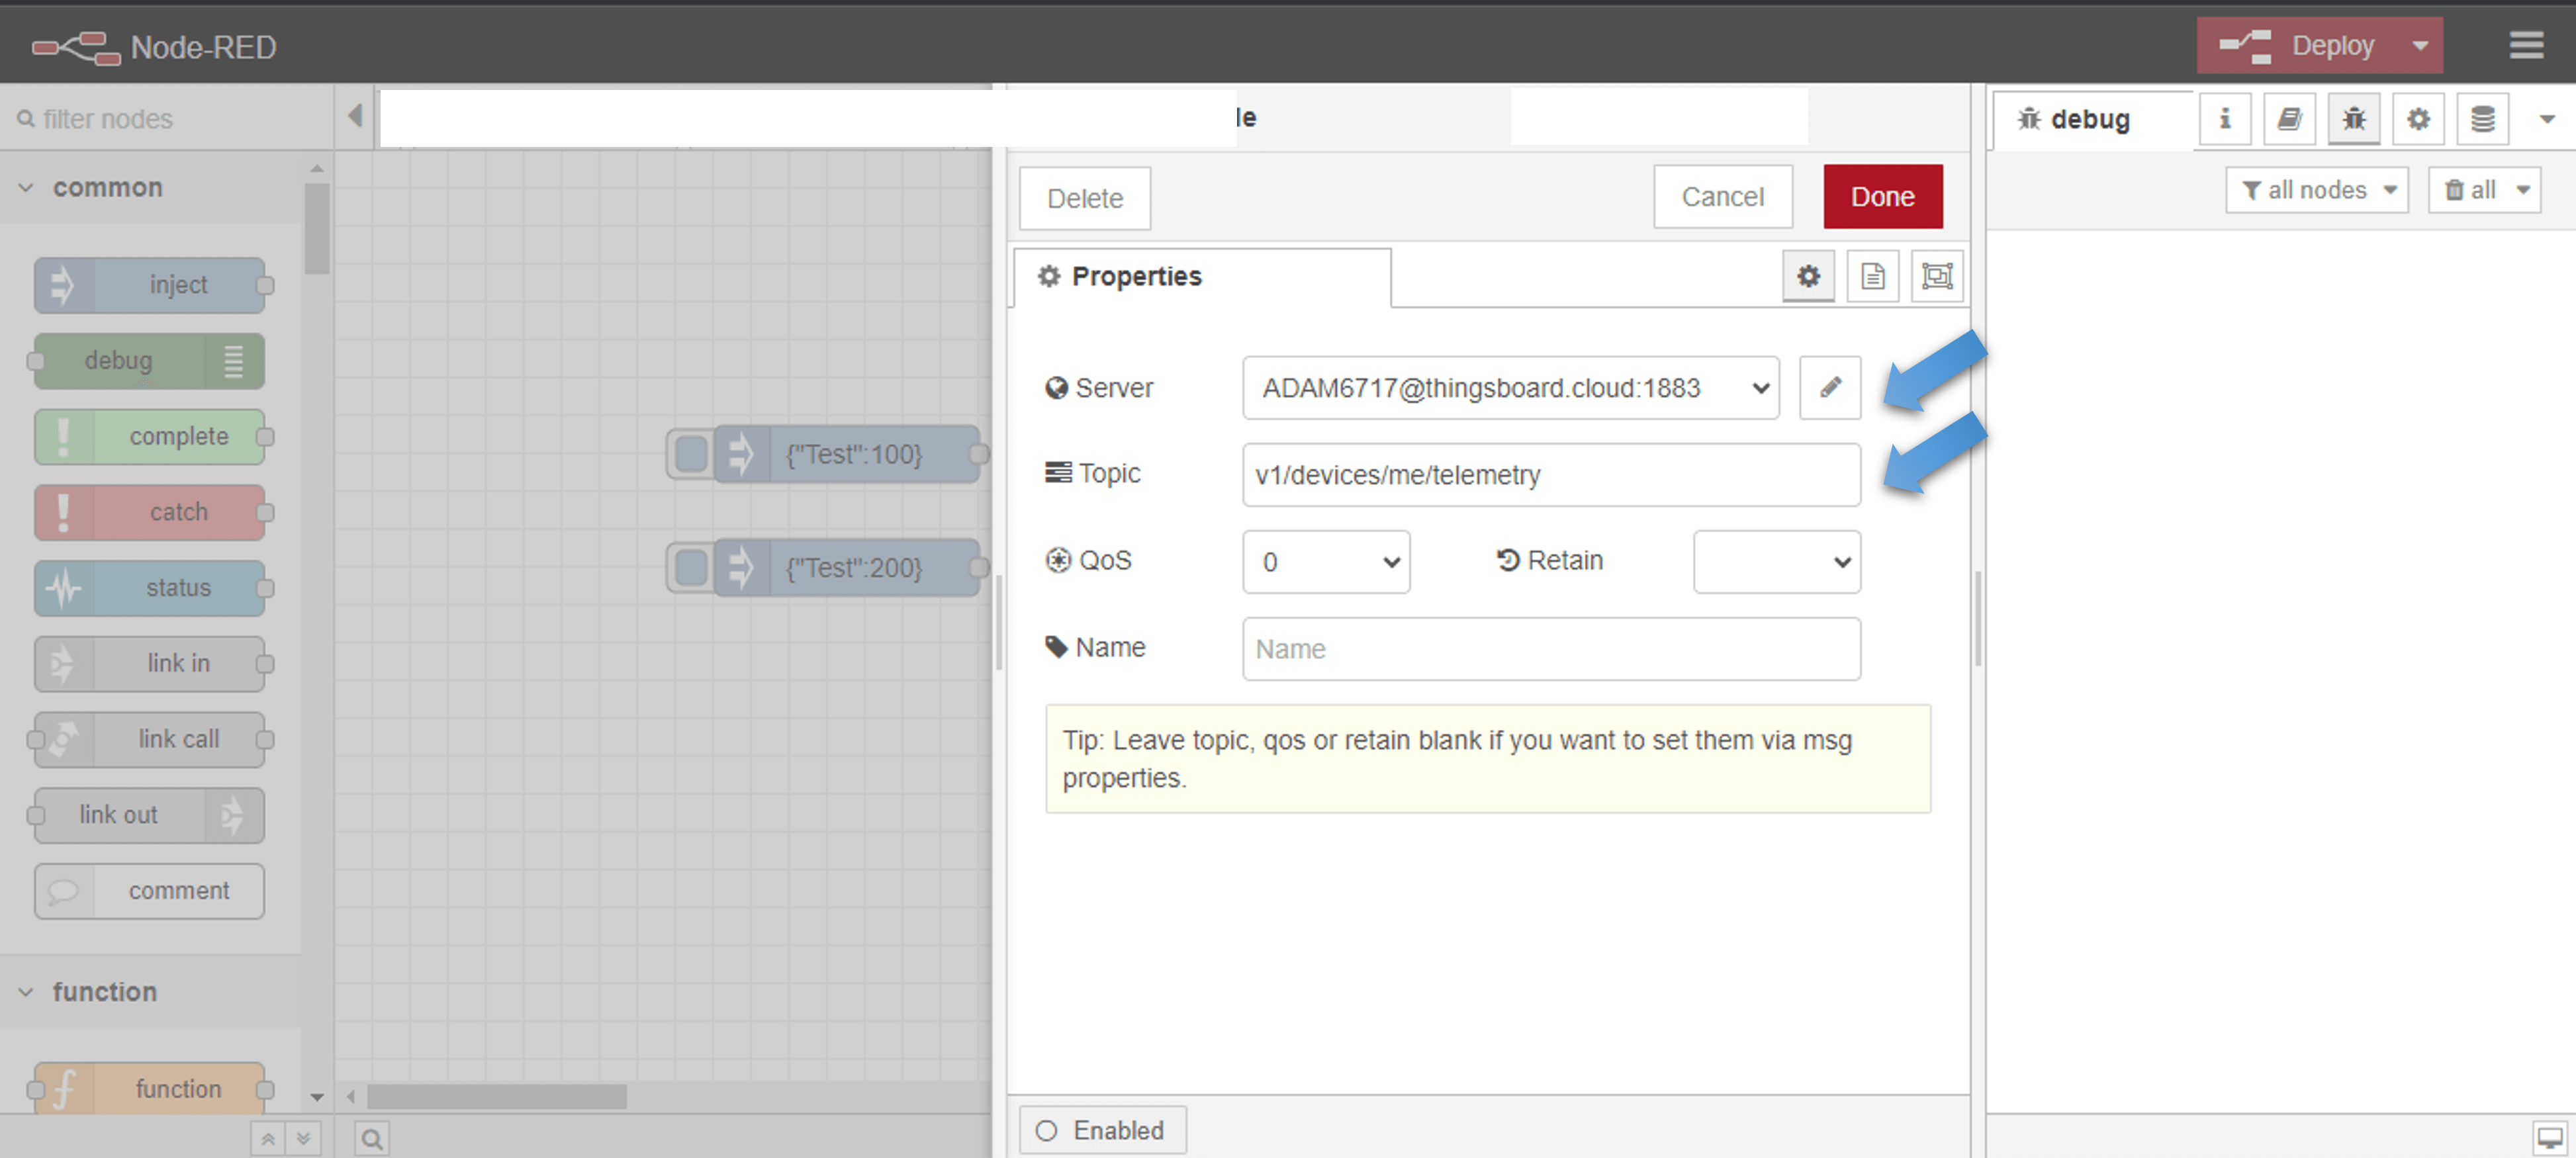 Node-RED
Deploy
filter nodes
le
debug
common
Delete
Cancel
Done
all nodes
all
inject
Properties
debug
Server
ADAM6717@thingsboard.cloud:1883
complete
{"Test":100}
Topic
v1/devices/me/telemetry
catch
QoS
0
Retain
status
{"Test":200}
Name
Name
link in
link call
Tip: Leave topic, qos or retain blank if you want to set them via msg
properties.
link out
comment
function
function
Enabled